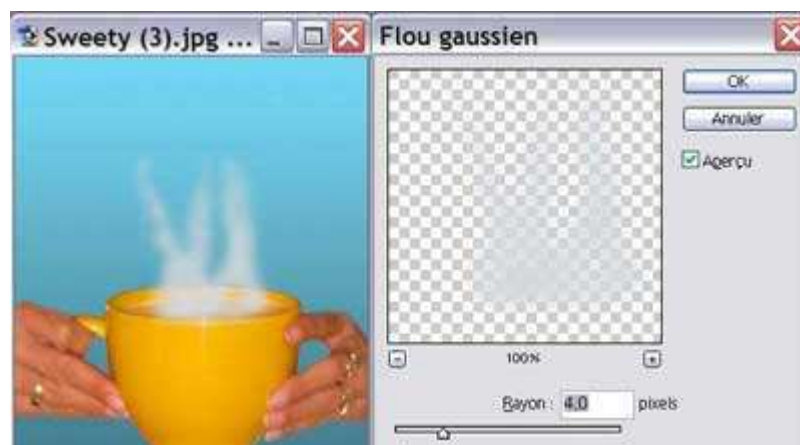 Sweety (3).jpg ...
Flou gaussien
OK
Annuler
Aperçu
100%
Rayon : 4,0 pixels